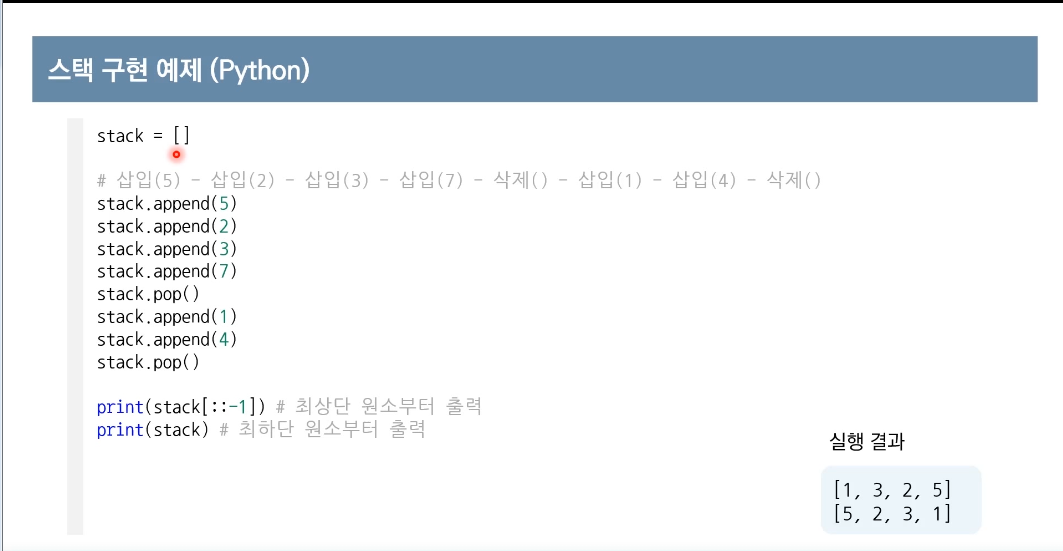 스택 구현 예제 (Python)
stack = []
# 삽입(5) - 삽입(2) - 삽입(3) - 삽입(7) - 삭제() - 삽입(1) - 삽입(4) - 삭제()
stack.append(5)
stack.append(2)
stack.append(3)
stack.append(7)
stack.pop()
stack.append(1)
stack.append(4)
stack.pop()
print(stack[::-1]) # 최상단 원소부터 출력
print(stack) # 최하단 원소부터 출력
실행 결과
[1, 3, 2, 5]
[5, 2, 3, 1]